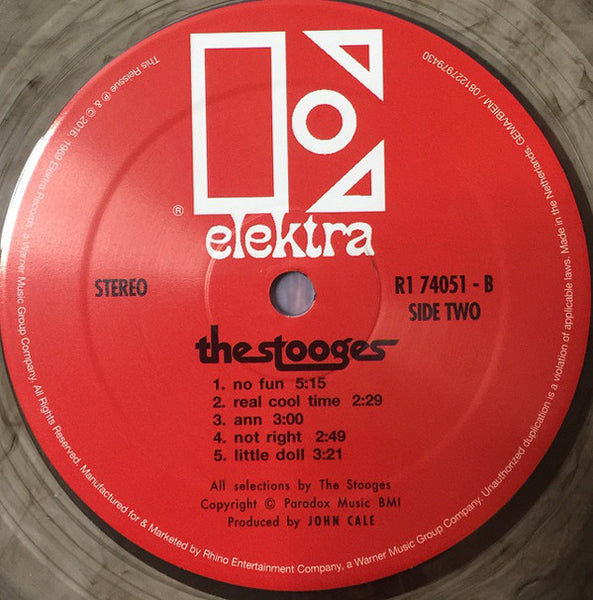 elektra
®
STEREO
R1 74051 - B
SIDE TWO
thestooges
1. no fun 5:15
2. real cool time 2:29
3. ann 3:00
4. not right 2:49
5. little doll 3:21
All selections by The Stooges
Copyright © Paradox Music BMI
Produced by JOHN CALE
This Reissue ℗ & © 2016, 1969 Elektra Records, a Warner Music Group Company. All Rights Reserved. Manufactured for & Marketed by Rhino Entertainment Company, a Warner Music Group Company. Unauthorized duplication is a violation of applicable laws. Made in the Netherlands. GEMA/BIEM / 08122979430